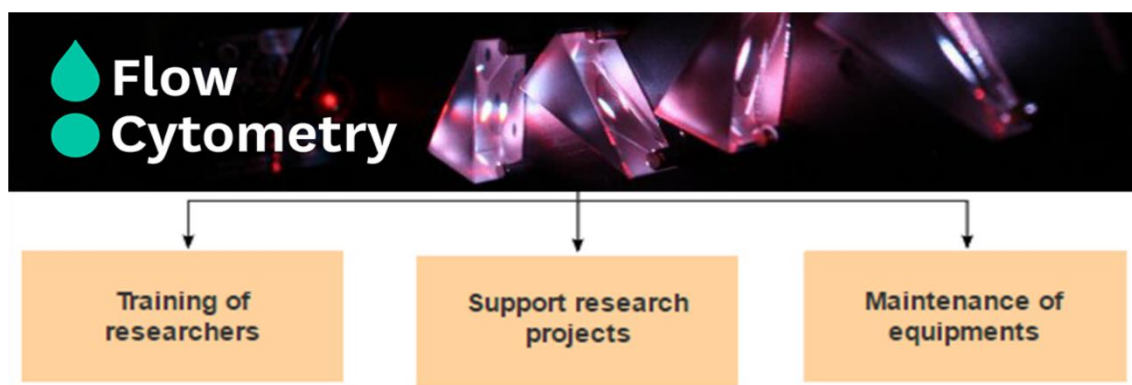 Flow
Cytometry
Training of
researchers
Support research
projects
Maintenance of
equipments